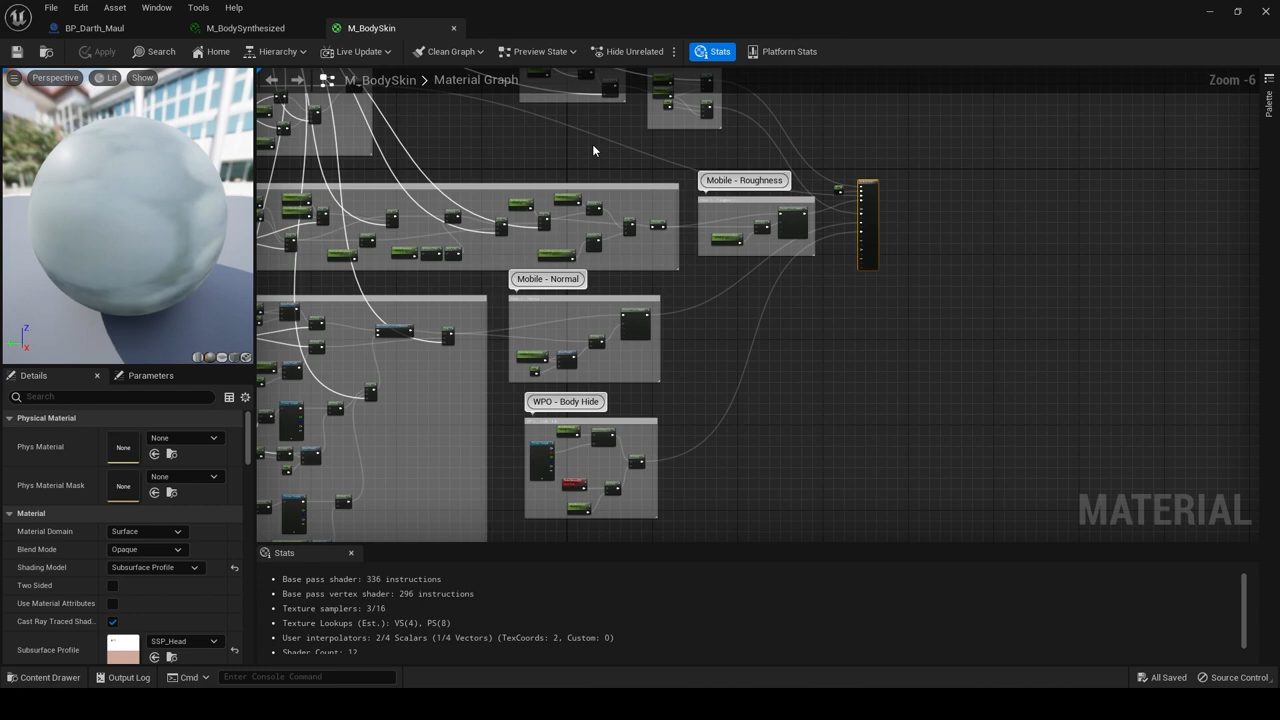 File Edit Asset Window Tools Help
BP_Darth_Maul M_BodySynthesized M_BodySkin
Apply Search Home Hierarchy Live Update Clean Graph Preview State Hide Unrelated Stats Platform Stats
Perspective Lit Show
M_BodySkin > Material Graph
Zoom -6
Palette
Mobile - Roughness
Mobile - Normal
WPO - Body Hide
MATERIAL
Z
X
Details Parameters
Search
Physical Material
Phys Material None None
Phys Material Mask None None
Material
Material Domain Surface
Blend Mode Opaque
Shading Model Subsurface Profile
Two Sided
Use Material Attributes
Cast Ray Traced Shad...
Subsurface Profile SSP_Head
Stats
• Base pass shader: 336 instructions
• Base pass vertex shader: 296 instructions
• Texture samplers: 3/16
• Texture Lookups (Est.): VS(4), PS(8)
• User interpolators: 2/4 Scalars (1/4 Vectors) (TexCoords: 2, Custom: 0)
• Shader Count: 12
Content Drawer Output Log Cmd Enter Console Command All Saved Source Control